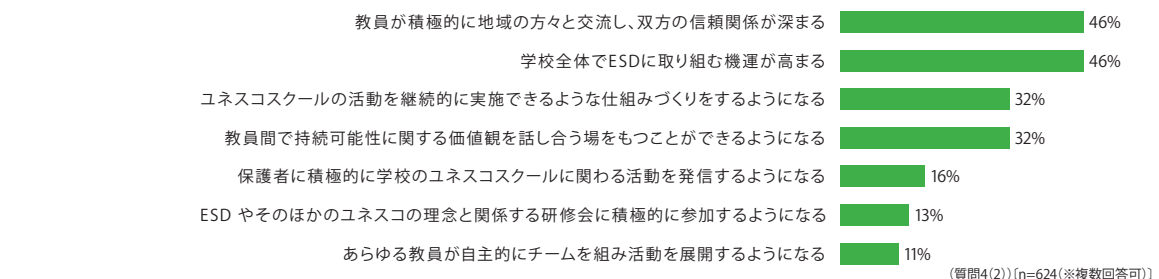 教員が積極的に地域の方々と交流し、双方の信頼関係が深まる 46%
学校全体でESDに取り組む機運が高まる 46%
ユネスコスクールの活動を継続的に実施できるような仕組みづくりをするようになる 32%
教員間で持続可能性に関する価値観を話し合う場をもつことができるようになる 32%
保護者に積極的に学校のユネスコスクールに関わる活動を発信するようになる 16%
ESD やそのほかのユネスコの理念と関係する研修会に積極的に参加するようになる 13%
あらゆる教員が自主的にチームを組み活動を展開するようになる 11%
(質問4(2))[n=624(※複数回答可)]